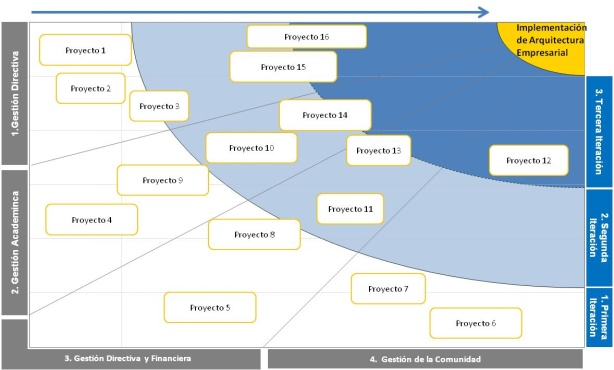 Implementación
de Arquitectura
Empresarial
Proyecto 16
Proyecto 1
Proyecto 15
Proyecto 2
Proyecto 3
Proyecto 14
Proyecto 10
Proyecto 13
Proyecto 12
Proyecto 9
Proyecto 4
Proyecto 11
Proyecto 8
Proyecto 7
Proyecto 5
Proyecto 6
1.Gestión Directiva
2. Gestión Academinca
3. Tercera Iteración
2. Segunda
Iteración
1. Primera
Iteración
3. Gestión Directiva y Financiera
4. Gestión de la Comunidad